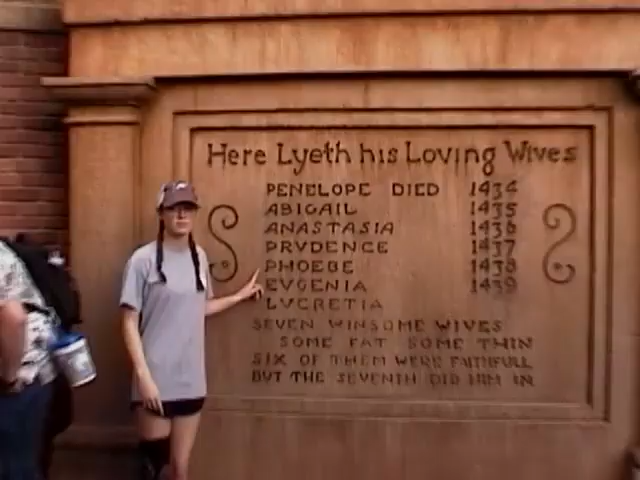 Here Lyeth his Loving Wives
PENELOPE DIED 1434
ABIGAIL 1435
ANASTASIA 1436
PRVDENCE 1437
PHOEBE 1438
EVGENIA 1439
LVCRETIA
SEVEN WINSOME WIVES
SOME FAT SOME THIN
SIX OF THEM WERE FAITHFULL
BUT THE SEVENTH DID HIM IN